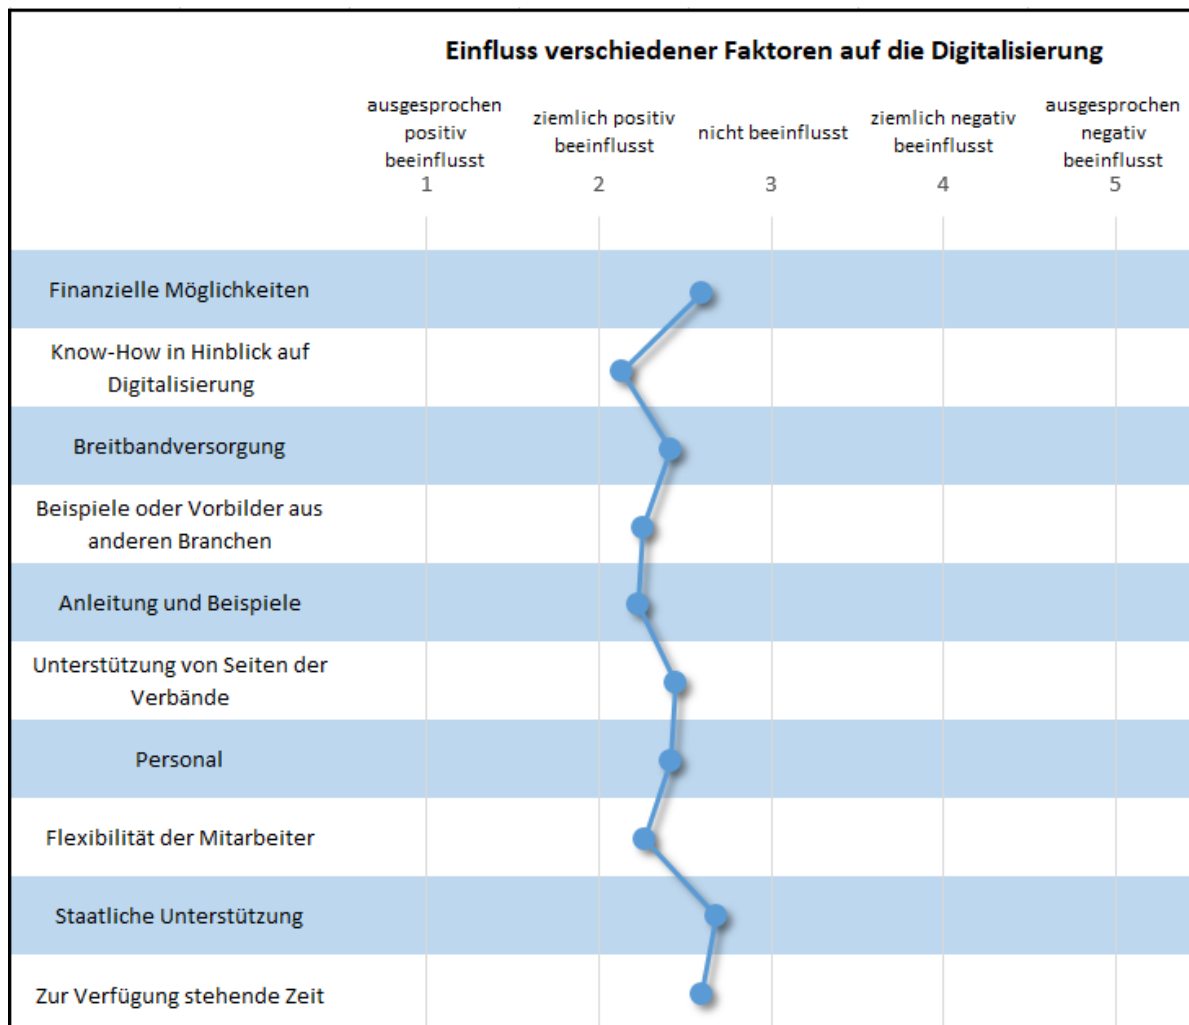 Einfluss verschiedener Faktoren auf die Digitalisierung
ausgesprochen
positiv
beeinflusst
ziemlich positiv
beeinflusst
nicht beeinflusst
ziemlich negativ
beeinflusst
ausgesprochen
negativ
beeinflusst
1 2 3 4 5
Finanzielle Möglichkeiten
Know-How in Hinblick auf
Digitalisierung
Breitbandversorgung
Beispiele oder Vorbilder aus
anderen Branchen
Anleitung und Beispiele
Unterstützung von Seiten der
Verbände
Personal
Flexibilität der Mitarbeiter
Staatliche Unterstützung
Zur Verfügung stehende Zeit